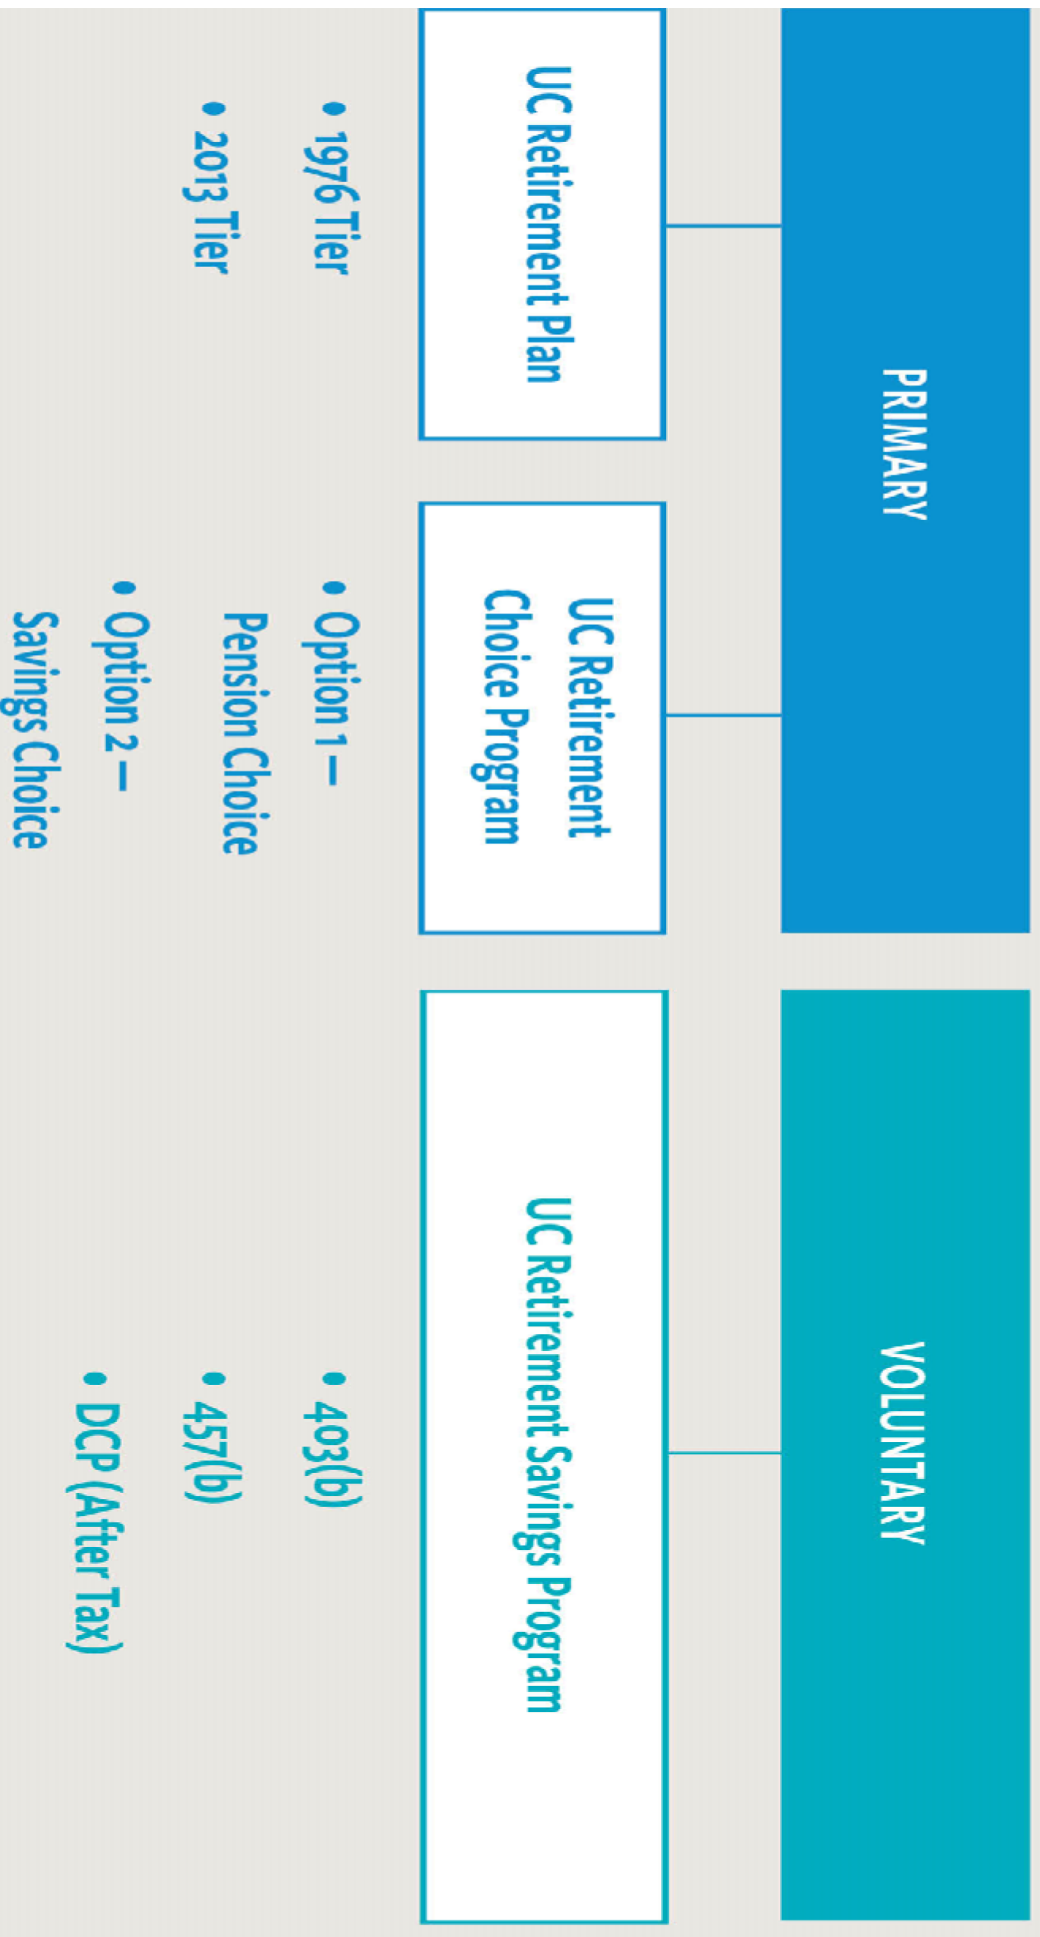 PRIMARY
UC Retirement Plan
• 1976 Tier
• 2013 Tier
UC Retirement
Choice Program
• Option 1 —
Pension Choice
• Option 2 —
Savings Choice
VOLUNTARY
UC Retirement Savings Program
• 403(b)
• 457(b)
• DCP (After Tax)